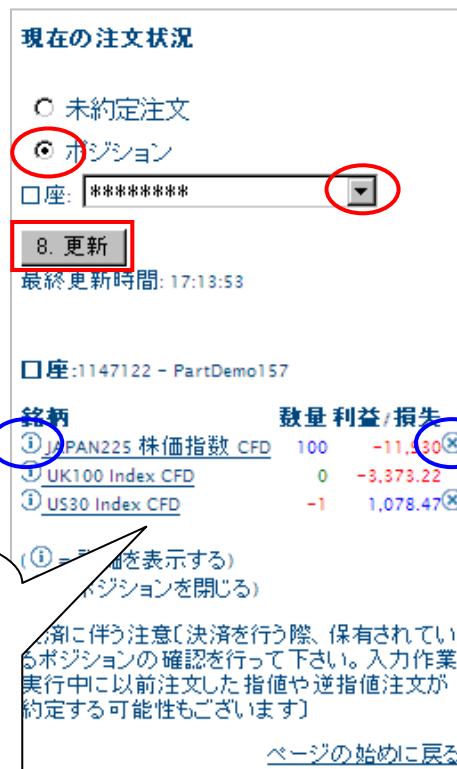 現在の注文状況
未約定注文
ポジション
口座: ********
8. 更新
最終更新時間: 17:13:53
口座:1147122 - PartDemo157
銘柄 数量 利益/損失
JAPAN225 株価指数 CFD 100 -11,530
UK100 Index CFD 0 -3,373.22
US30 Index CFD -1 1,078.47
(ⓘ = 詳細を表示する)
ポジションを閉じる)
決済に伴う注意〔決済を行う際、保有されてい
るポジションの確認を行って下さい。入力作業
実行中に以前注文した指値や逆指値注文が
約定する可能性もございます〕
ページの始めに戻る